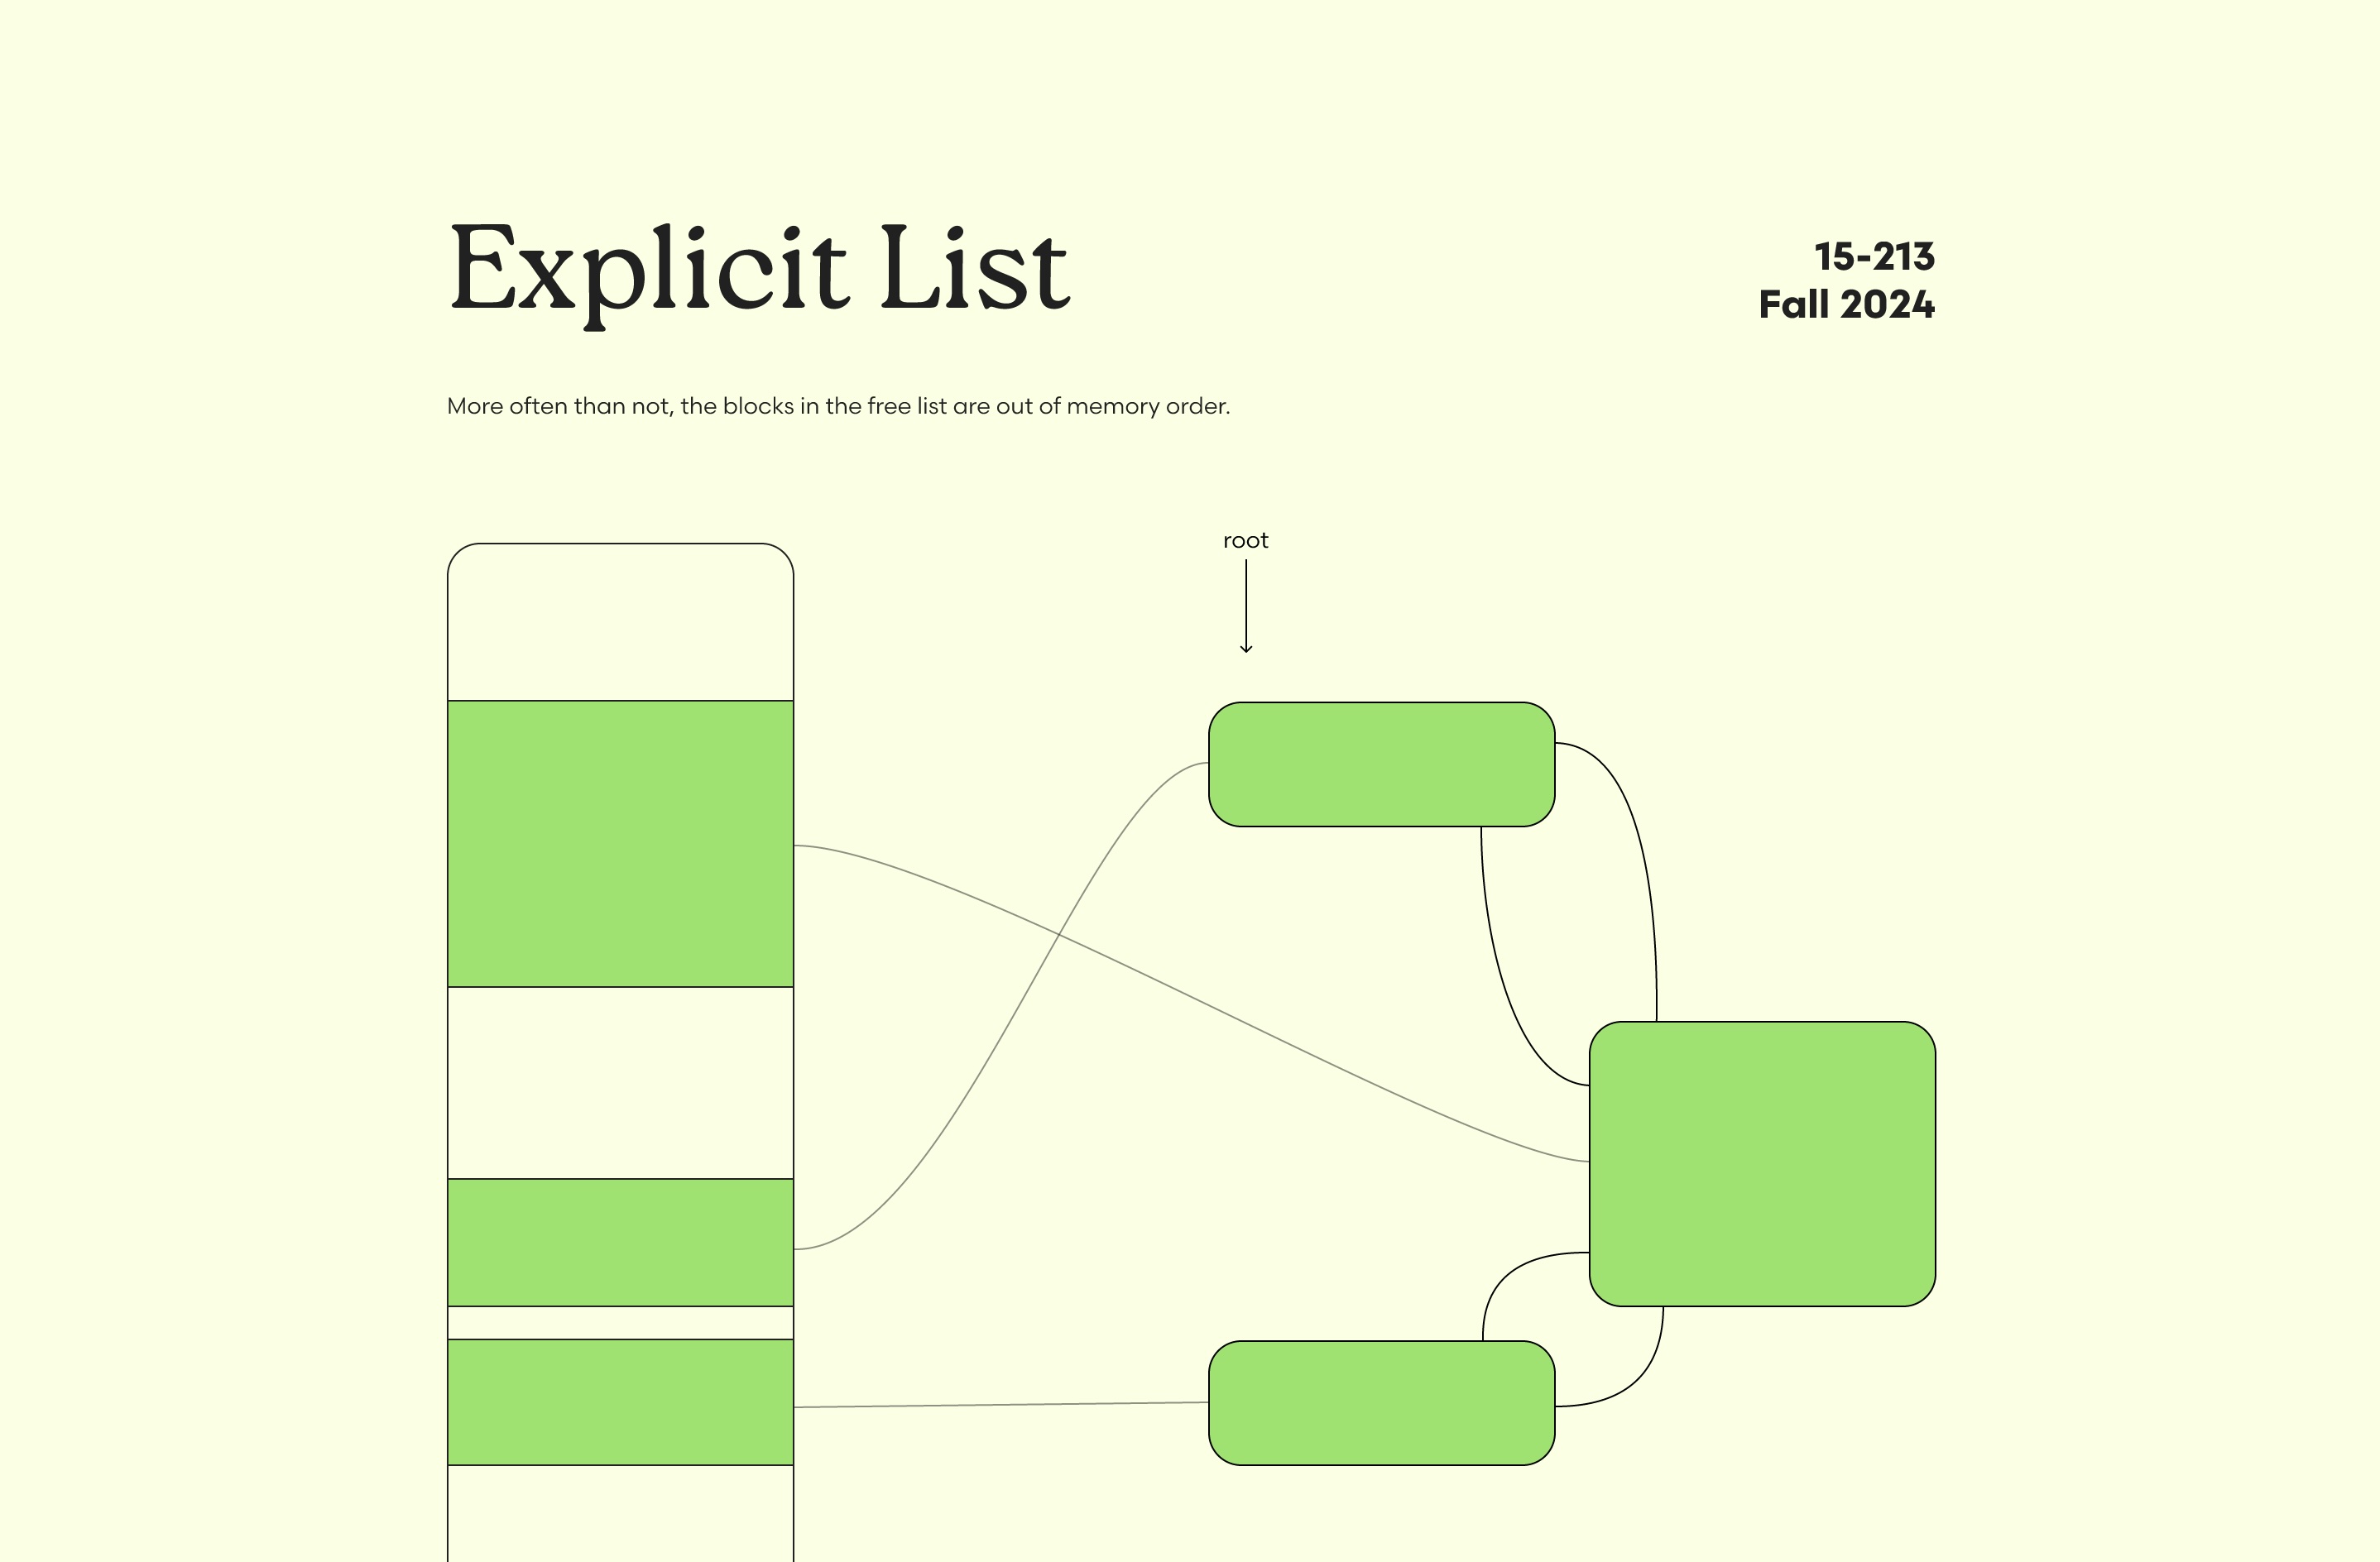 Explicit List
15-213
Fall 2024
More often than not, the blocks in the free list are out of memory order.
root